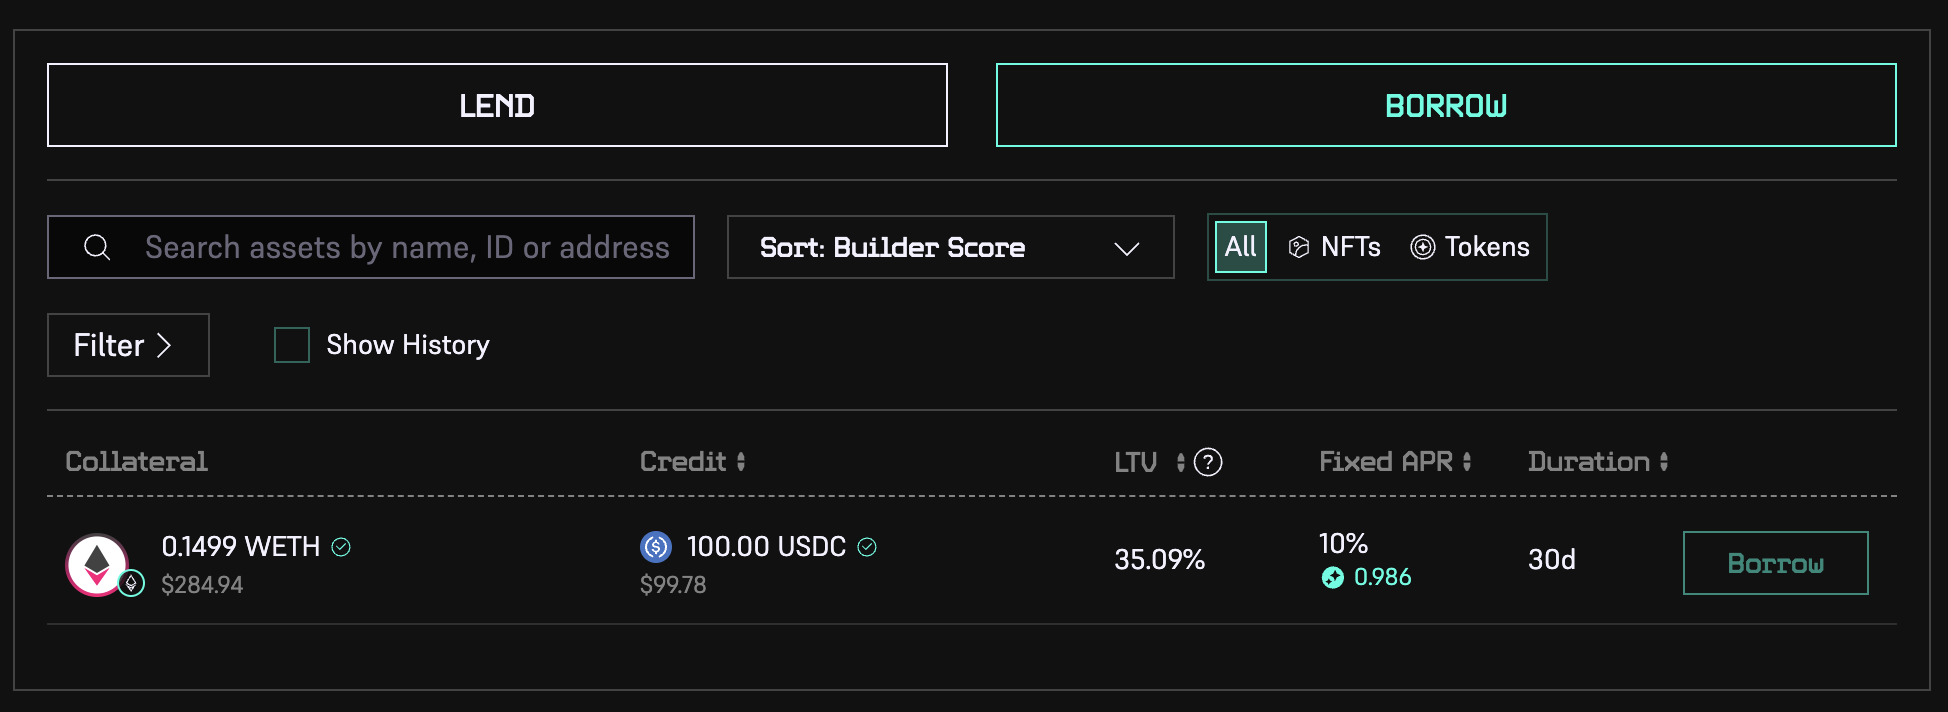 LEND
BORROW
Search assets by name, ID or address
Sort: Builder Score
All NFTs Tokens
Filter
Show History
Collateral Credit LTV ? Fixed APR Duration
0.1499 WETH 100.00 USDC 35.09% 10% 30d Borrow
$284.94 $99.78 0.986